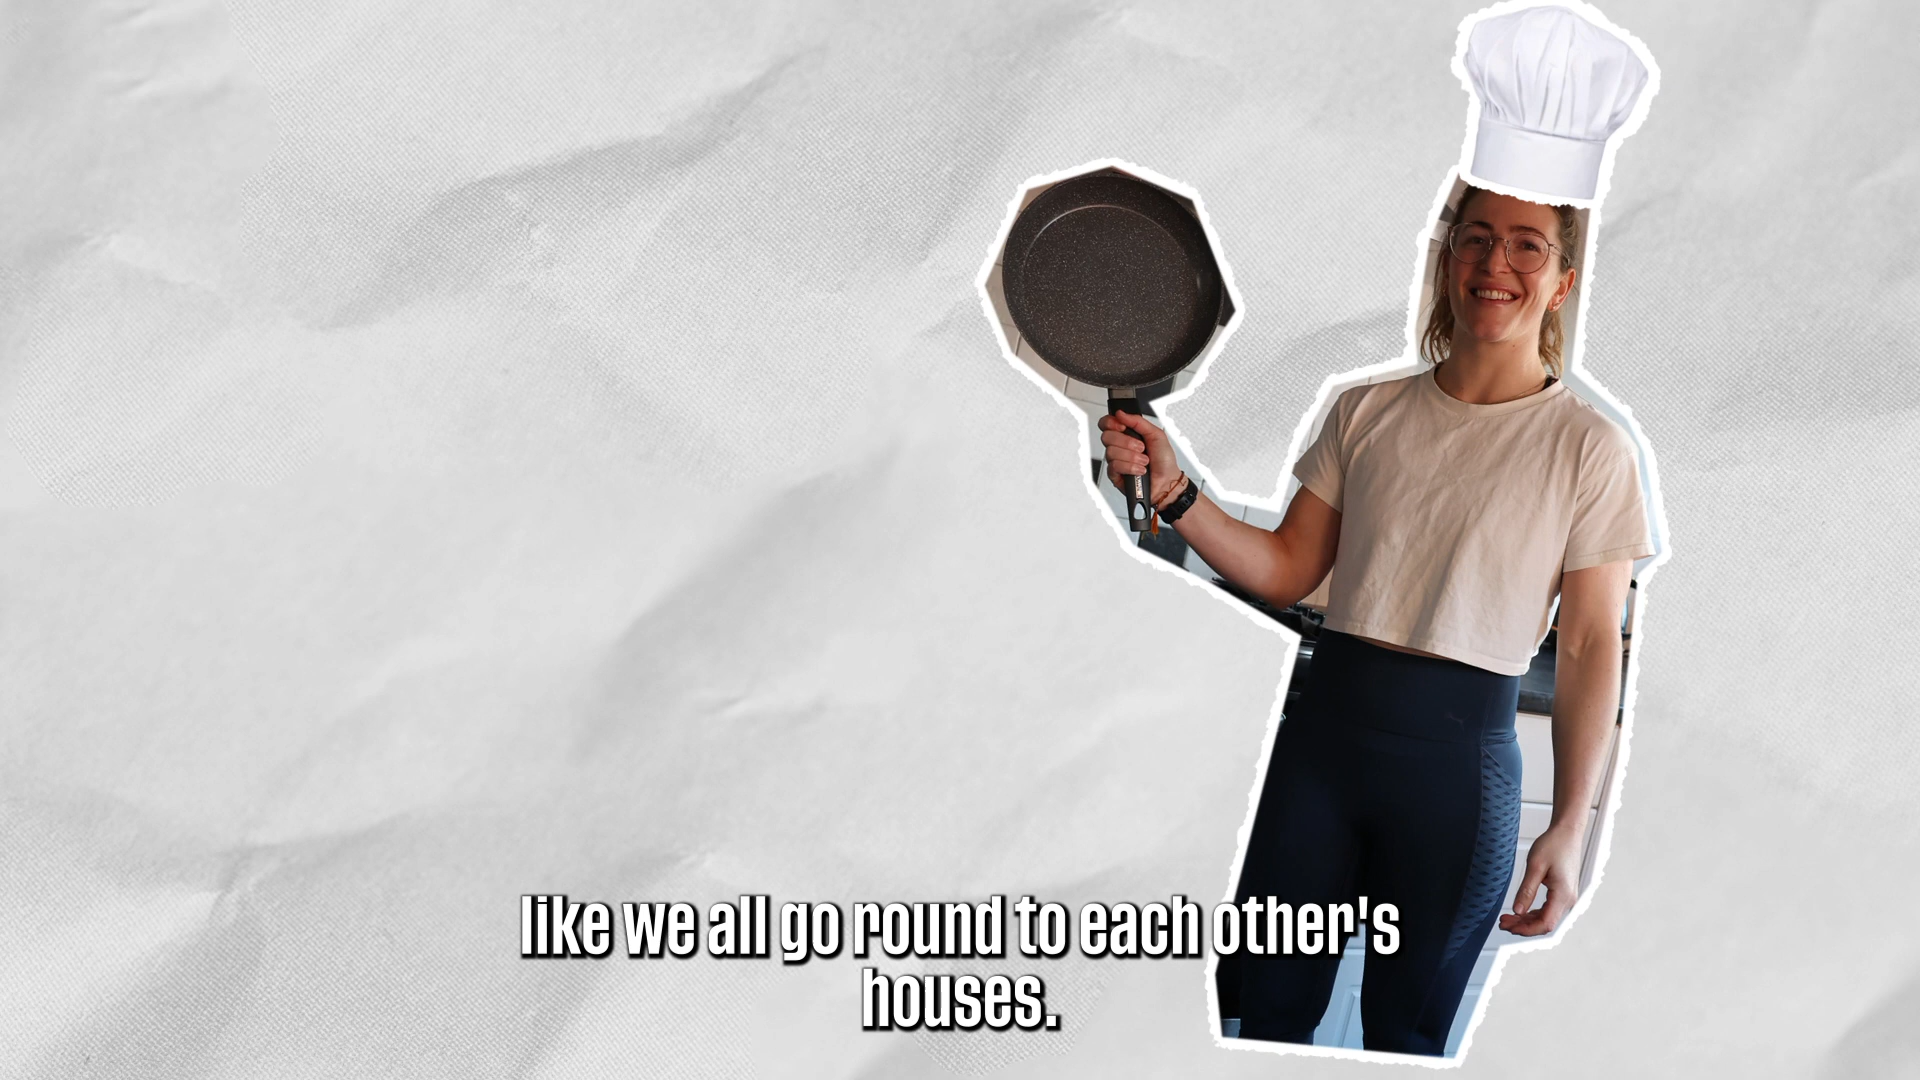 like we all go round to each other's
houses.